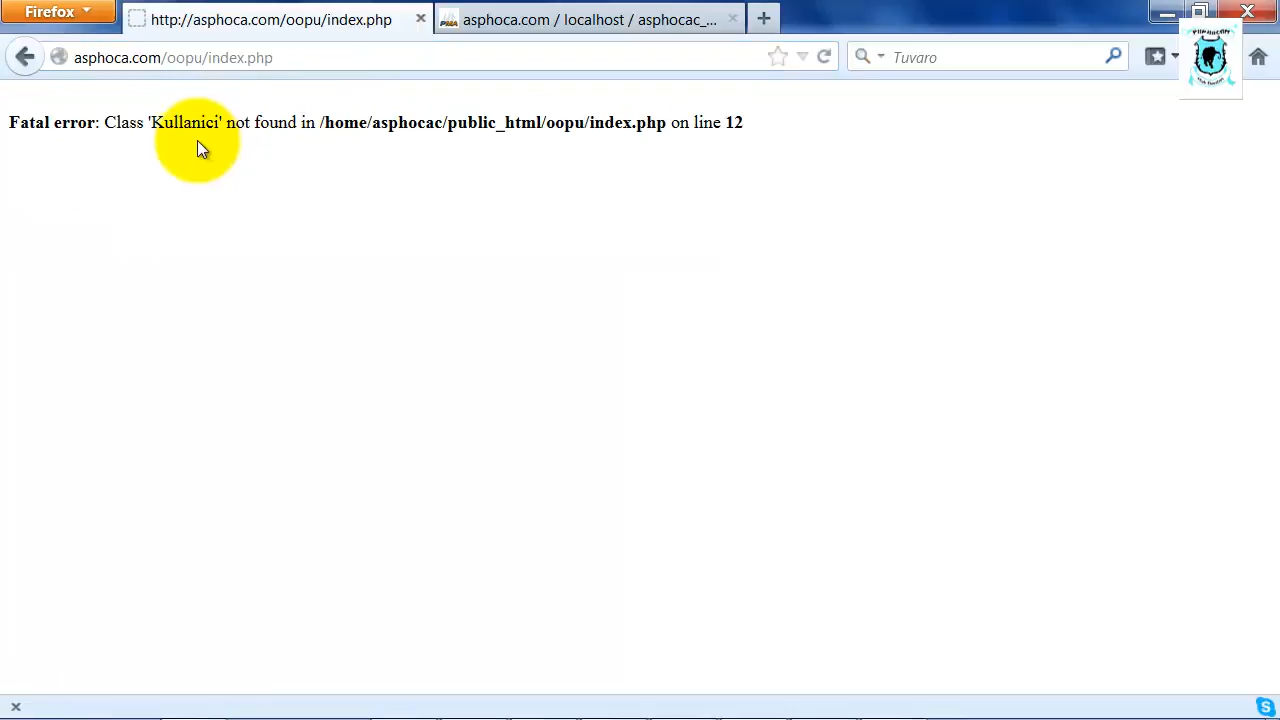 Firefox
http://asphoca.com/oopu/index.php
asphoca.com / localhost / asphocac_...
asphoca.com/oopu/index.php
Tuvaro
Fatal error: Class 'Kullanici' not found in /home/asphocac/public_html/oopu/index.php on line 12